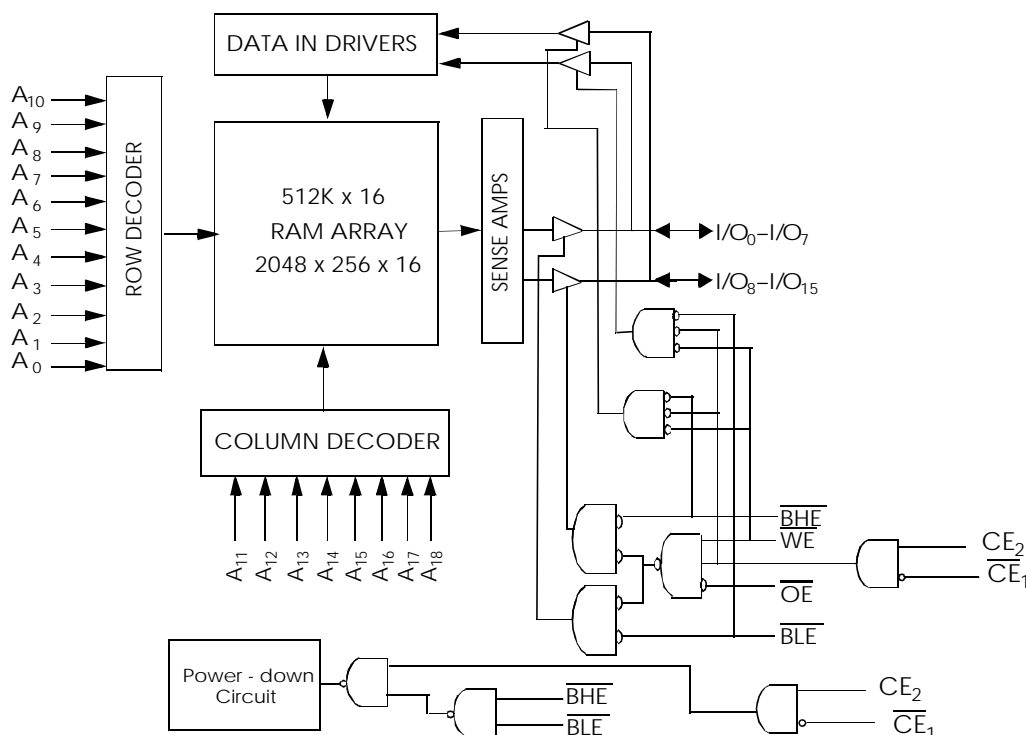 DATA IN DRIVERS
A10
A9
A8
A7
A6
A5
A4
A3
A2
A1
A0
ROW DECODER
512K x 16
RAM ARRAY
2048 x 256 x 16
SENSE AMPS
I/O0–I/O7
I/O8–I/O15
COLUMN DECODER
A11
A12
A13
A14
A15
A16
A17
A18
BHE
WE
OE
BLE
CE2
CE1
Power - down
Circuit
BHE
BLE
CE2
CE1